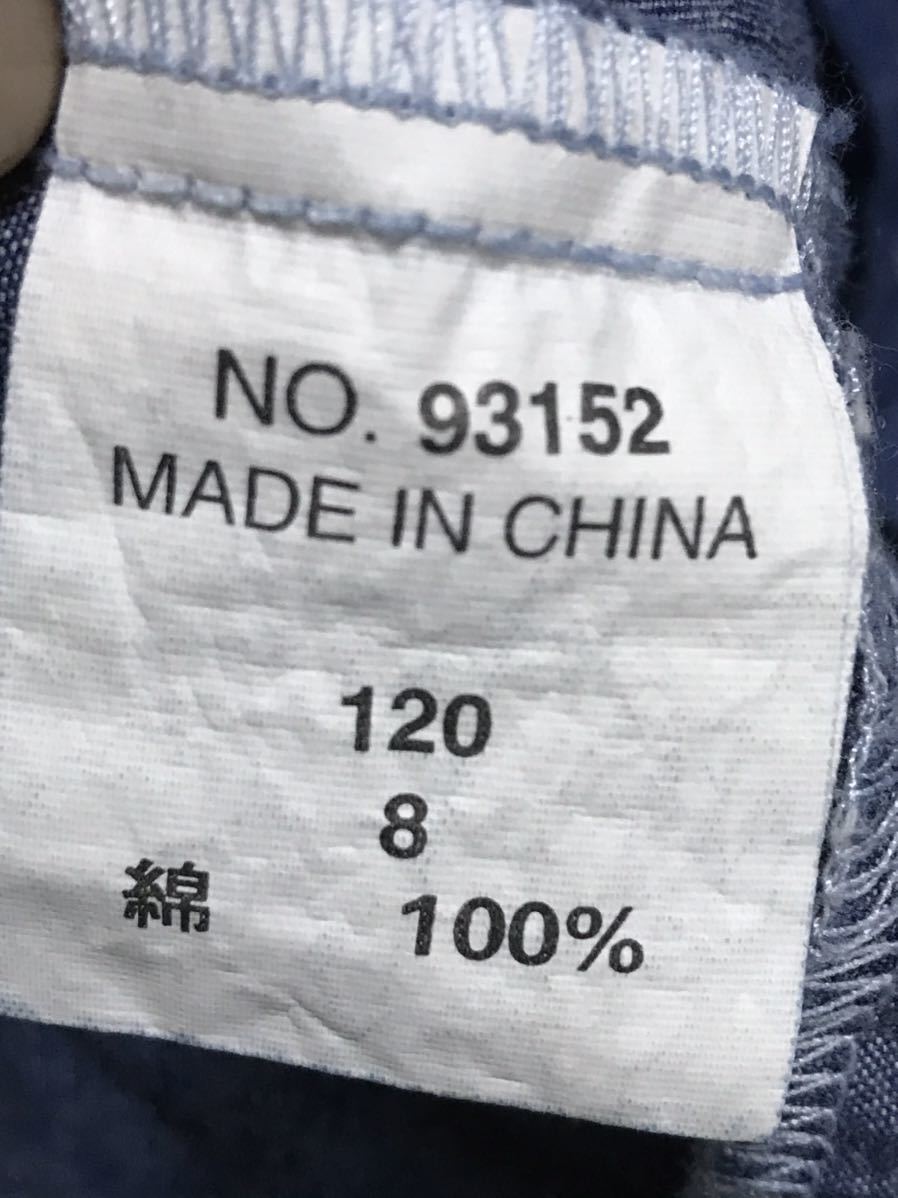 NO. 93152
MADE IN CHINA
120
8
綿 100%